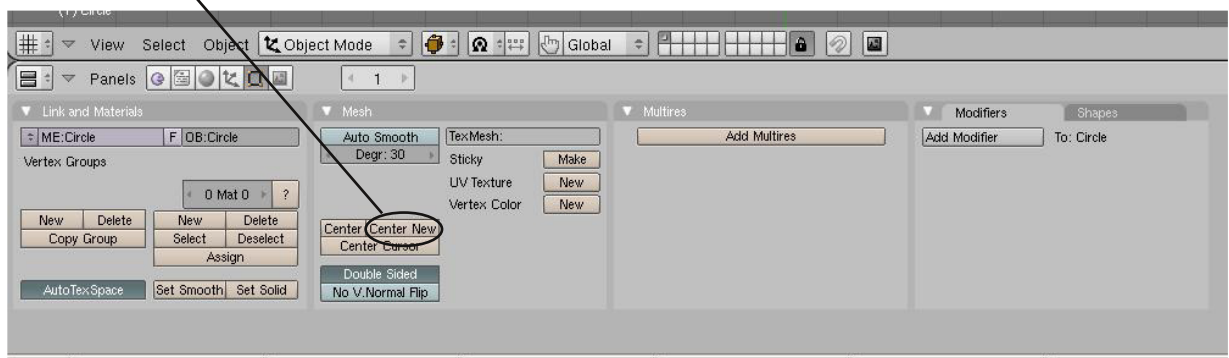 (1) Circle
View Select Object Object Mode Global
Panels 1
Link and Materials
ME:Circle F OB:Circle
Vertex Groups
0 Mat 0 ?
New Delete New Delete
Copy Group Select Deselect
Assign
AutoTexSpace Set Smooth Set Solid
Mesh
Auto Smooth TexMesh:
Degr: 30 Sticky Make
UV Texture New
Vertex Color New
Center Center New
Center Cursor
Double Sided
No V.Normal Flip
Multires
Add Multires
Modifiers Shapes
Add Modifier To: Circle